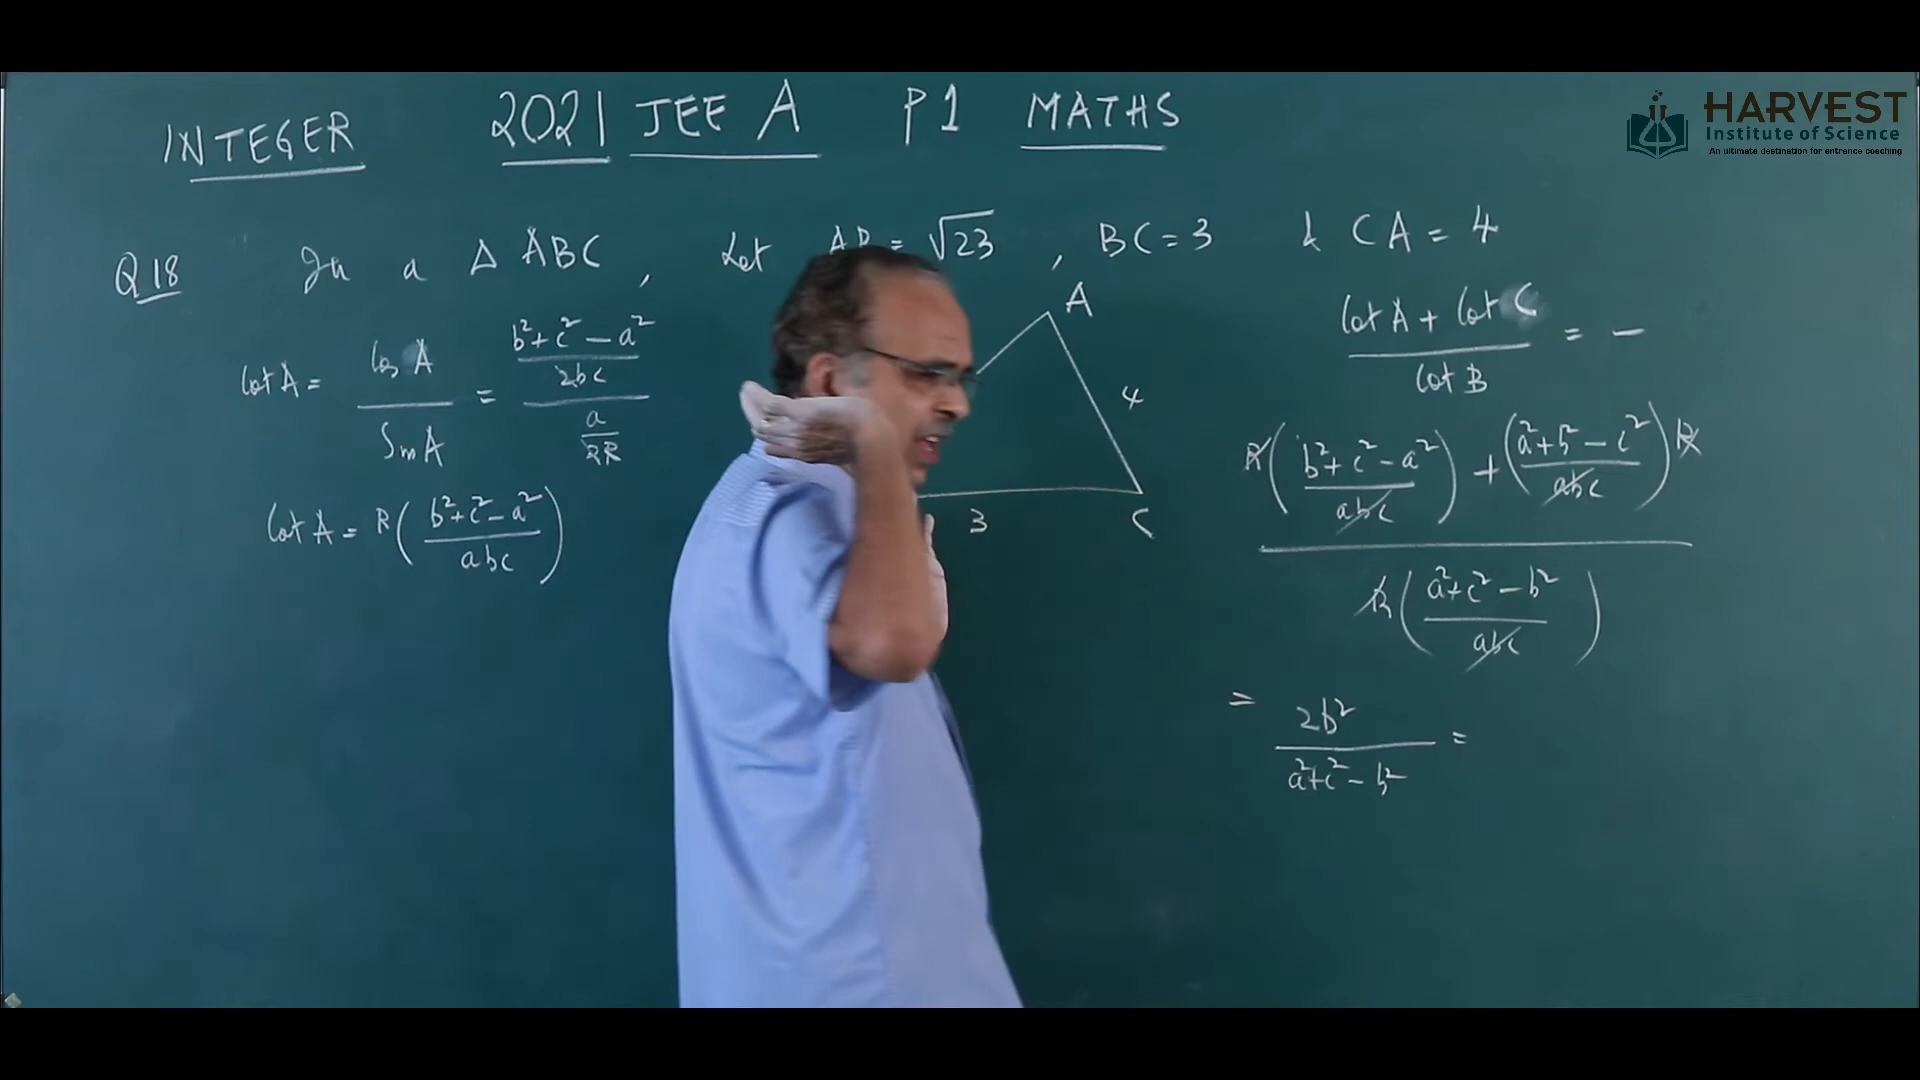 INTEGER 2021 JEE A P1 MATHS
HARVEST
Institute of Science
An ultimate destination for entrance coaching
Q18 In a Δ ABC, Let AB = √23, BC = 3 & CA = 4
cot A = cos A / Sin A = ((b² + c² − a²) / 2bc) / (a / 2R)
cot A = R((b² + c² − a²) / abc)
A
4
3
C
(cot A + cot C) / cot B = −
(R((b² + c² − a²) / abc) + ((a² + b² − c²) / abc)R) / (R((a² + c² − b²) / abc))
= 2b² / (a² + c² − b²) =